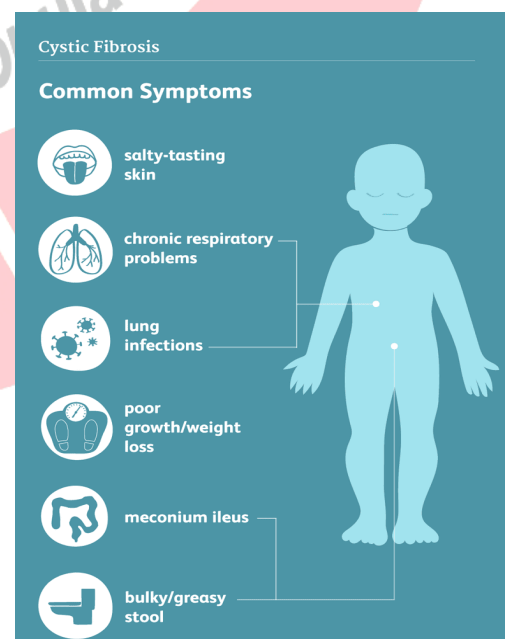 Cystic Fibrosis
Common Symptoms
salty-tasting
skin
chronic respiratory
problems
lung
infections
poor
growth/weight
loss
meconium ileus
bulky/greasy
stool